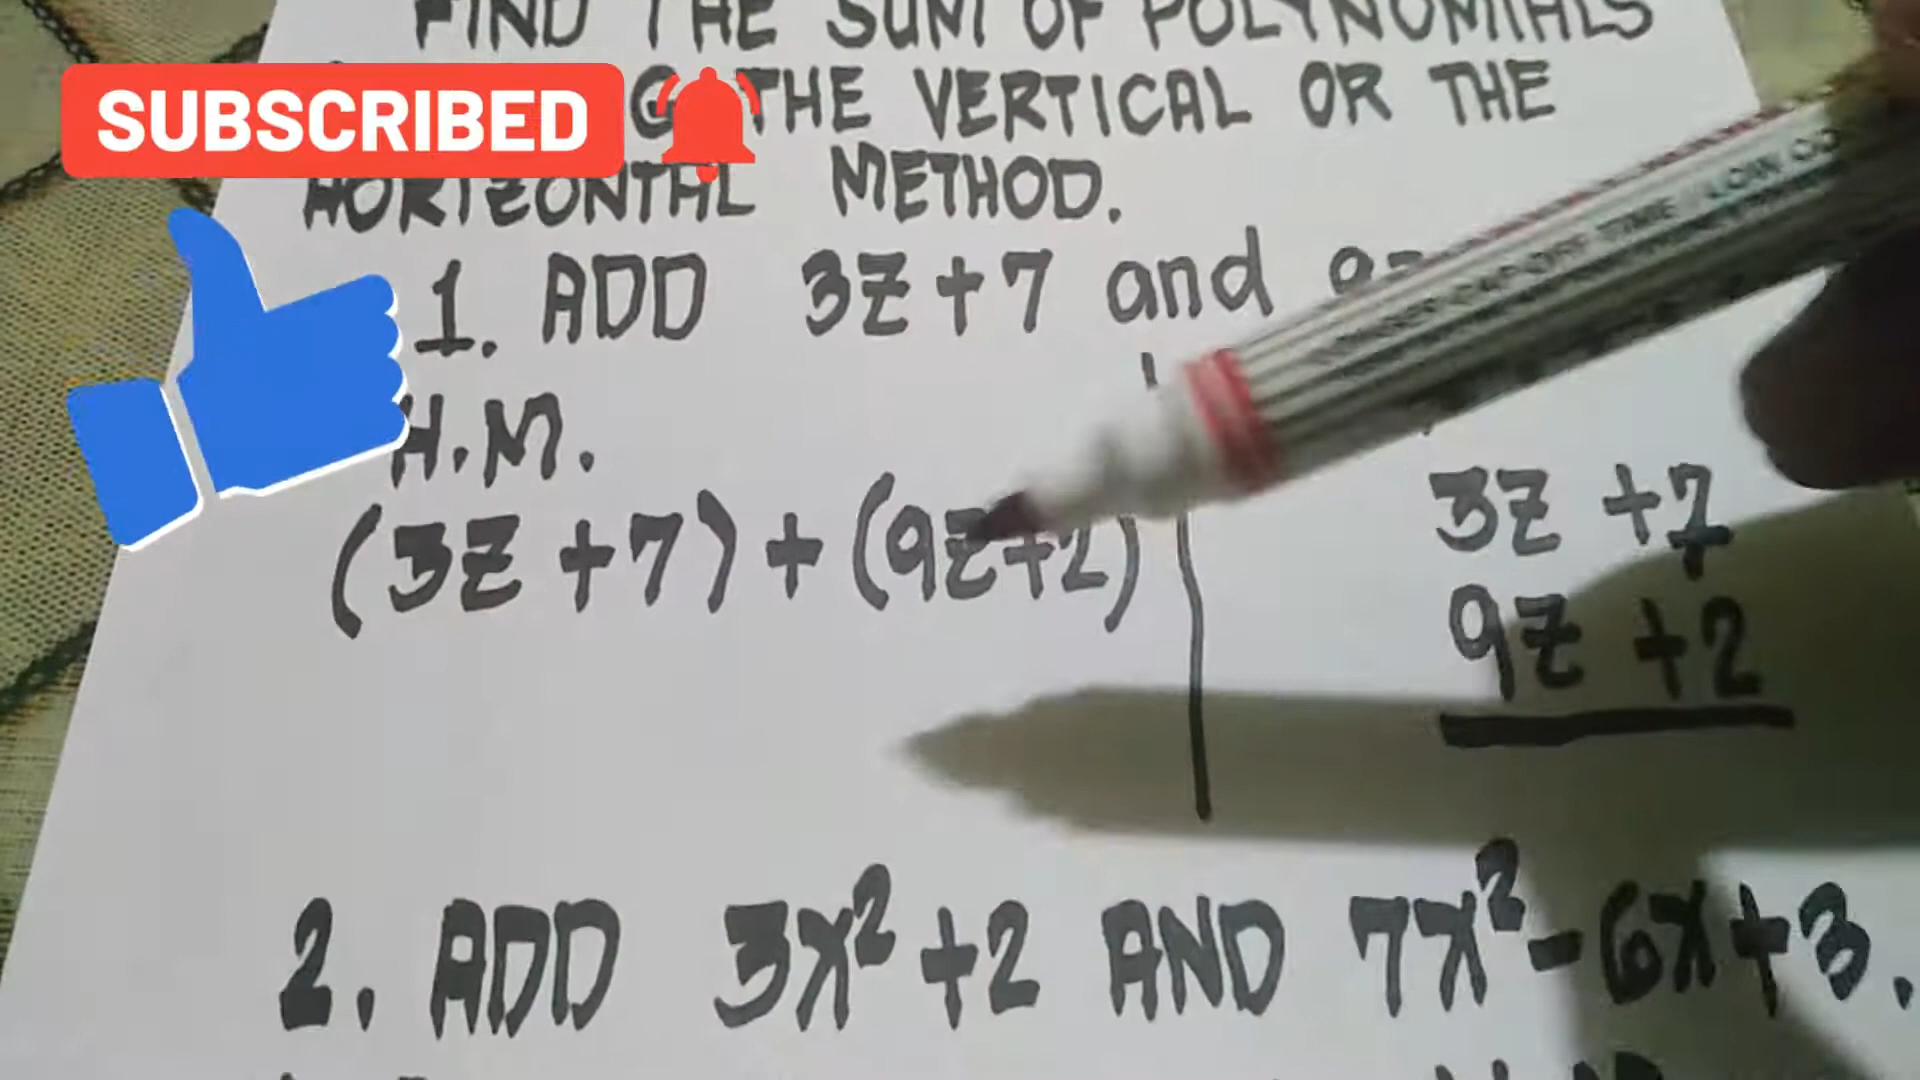 FIND THE SUM OF POLYNOMIALS
SUBSCRIBED
THE VERTICAL OR THE
HORIZONTAL METHOD.
1. ADD 3z+7 and 9z
H.M.
(3z+7)+(9z+2)
3z +7
9z +2
2. ADD 3x²+2 AND 7x²-6x+3.